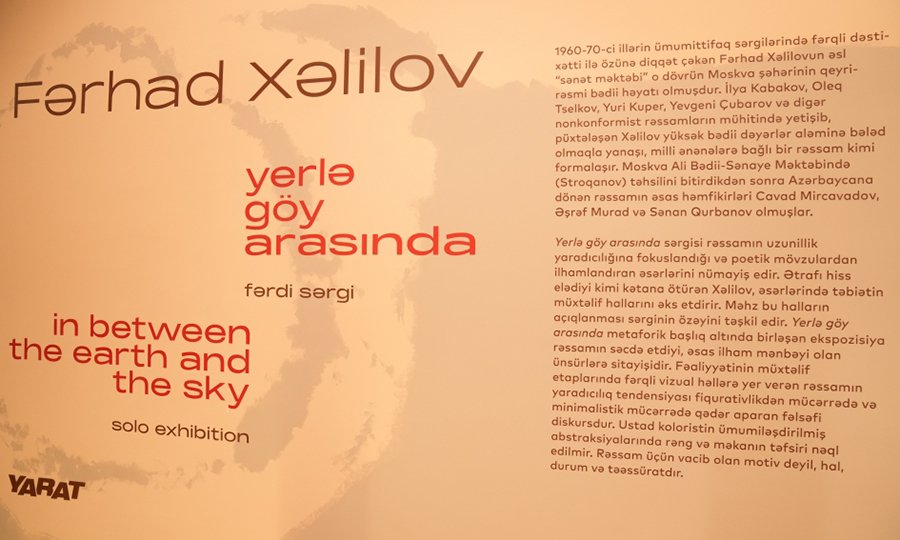 Fərhad Xəlilov
yerlə
göy
arasında
fərdi sərgi
in between
the earth and
the sky
solo exhibition
YARAT
1960-70-ci illərin ümumittifaq sərgilərində fərqli dəsti-
xətti ilə özünə diqqət çəkən Fərhad Xəlilovun əsl
“sənət məktəbi” o dövrün Moskva şəhərinin qeyri-
rəsmi bədii həyatı olmuşdur. İlya Kabakov, Oleq
Tselkov, Yuri Kuper, Yevgeni Çubarov və digər
nonkonformist rəssamların mühitində yetişib,
püxtələşən Xəlilov yüksək bədii dəyərlər aləminə bələd
olmaqla yanaşı, milli ənənələrə bağlı bir rəssam kimi
formalaşır. Moskva Ali Bədii-Sənaye Məktəbində
(Stroqanov) təhsilini bitirdikdən sonra Azərbaycana
dönən rəssamın əsas həmfikirləri Cavad Mircavadov,
Əşrəf Murad və Sənan Qurbanov olmuşlar.
Yerlə göy arasında sərgisi rəssamın uzunillik
yaradıcılığına fokuslandığı və poetik mövzulardan
ilhamlandıran əsərlərini nümayiş edir. Ətrafı hiss
elədiyi kimi kətana ötürən Xəlilov, əsərlərində təbiətin
müxtəlif hallarını əks etdirir. Məhz bu halların
açıqlanması sərginin özəyini təşkil edir. Yerlə göy
arasında metaforik başlıq altında birləşən ekspozisiya
rəssamın səcdə etdiyi, əsas ilham mənbəyi olan
ünsürlərə sitayişidir. Fəaliyyətinin müxtəlif
etaplarında fərqli vizual həllərə yer verən rəssamın
yaradıcılıq tendensiyası fiqurativlikdən mücərrədə və
minimalistik mücərrədə qədər aparan fəlsəfi
diskursdur. Ustad koloristin ümumiləşdirilmiş
abstraksiyalarında rəng və məkanın təfsiri nəql
edilmir. Rəssam üçün vacib olan motiv deyil, hal,
durum və təəssüratdır.